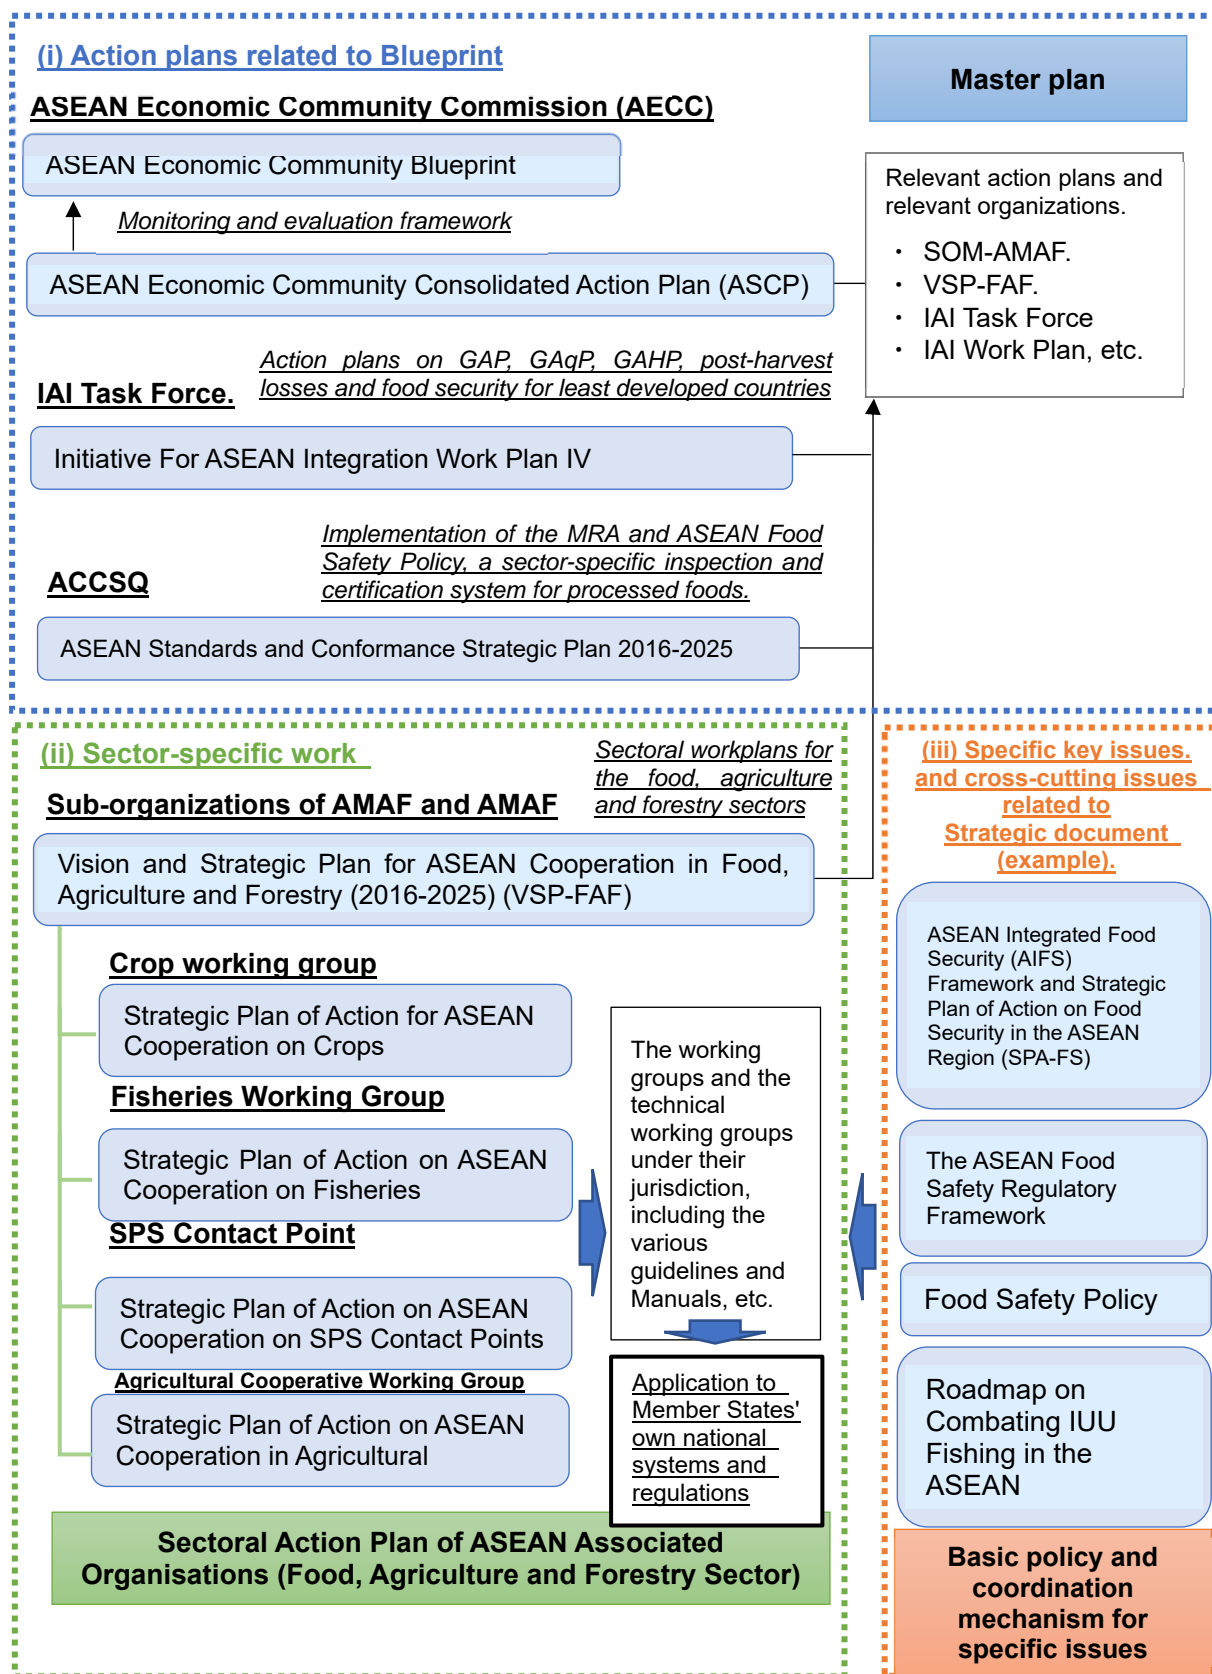 (i) Action plans related to Blueprint
Master plan
ASEAN Economic Community Commission (AECC)
ASEAN Economic Community Blueprint
Monitoring and evaluation framework
ASEAN Economic Community Consolidated Action Plan (ASCP)
Relevant action plans and
relevant organizations.
・ SOM-AMAF.
・ VSP-FAF.
・ IAI Task Force
・ IAI Work Plan, etc.
Action plans on GAP, GAqP, GAHP, post-harvest
losses and food security for least developed countries
IAI Task Force.
Initiative For ASEAN Integration Work Plan IV
Implementation of the MRA and ASEAN Food
Safety Policy, a sector-specific inspection and
certification system for processed foods.
ACCSQ
ASEAN Standards and Conformance Strategic Plan 2016-2025
(ii) Sector-specific work
Sectoral workplans for
the food, agriculture
and forestry sectors
Sub-organizations of AMAF and AMAF
Vision and Strategic Plan for ASEAN Cooperation in Food,
Agriculture and Forestry (2016-2025) (VSP-FAF)
Crop working group
Strategic Plan of Action for ASEAN
Cooperation on Crops
Fisheries Working Group
Strategic Plan of Action on ASEAN
Cooperation on Fisheries
SPS Contact Point
Strategic Plan of Action on ASEAN
Cooperation on SPS Contact Points
Agricultural Cooperative Working Group
Strategic Plan of Action on ASEAN
Cooperation in Agricultural
The working
groups and the
technical
working groups
under their
jurisdiction,
including the
various
guidelines and
Manuals, etc.
Application to
Member States'
own national
systems and
regulations
Sectoral Action Plan of ASEAN Associated
Organisations (Food, Agriculture and Forestry Sector)
(iii) Specific key issues.
and cross-cutting issues
related to
Strategic document
(example).
ASEAN Integrated Food
Security (AIFS)
Framework and Strategic
Plan of Action on Food
Security in the ASEAN
Region (SPA-FS)
The ASEAN Food
Safety Regulatory
Framework
Food Safety Policy
Roadmap on
Combating IUU
Fishing in the
ASEAN
Basic policy and
coordination
mechanism for
specific issues